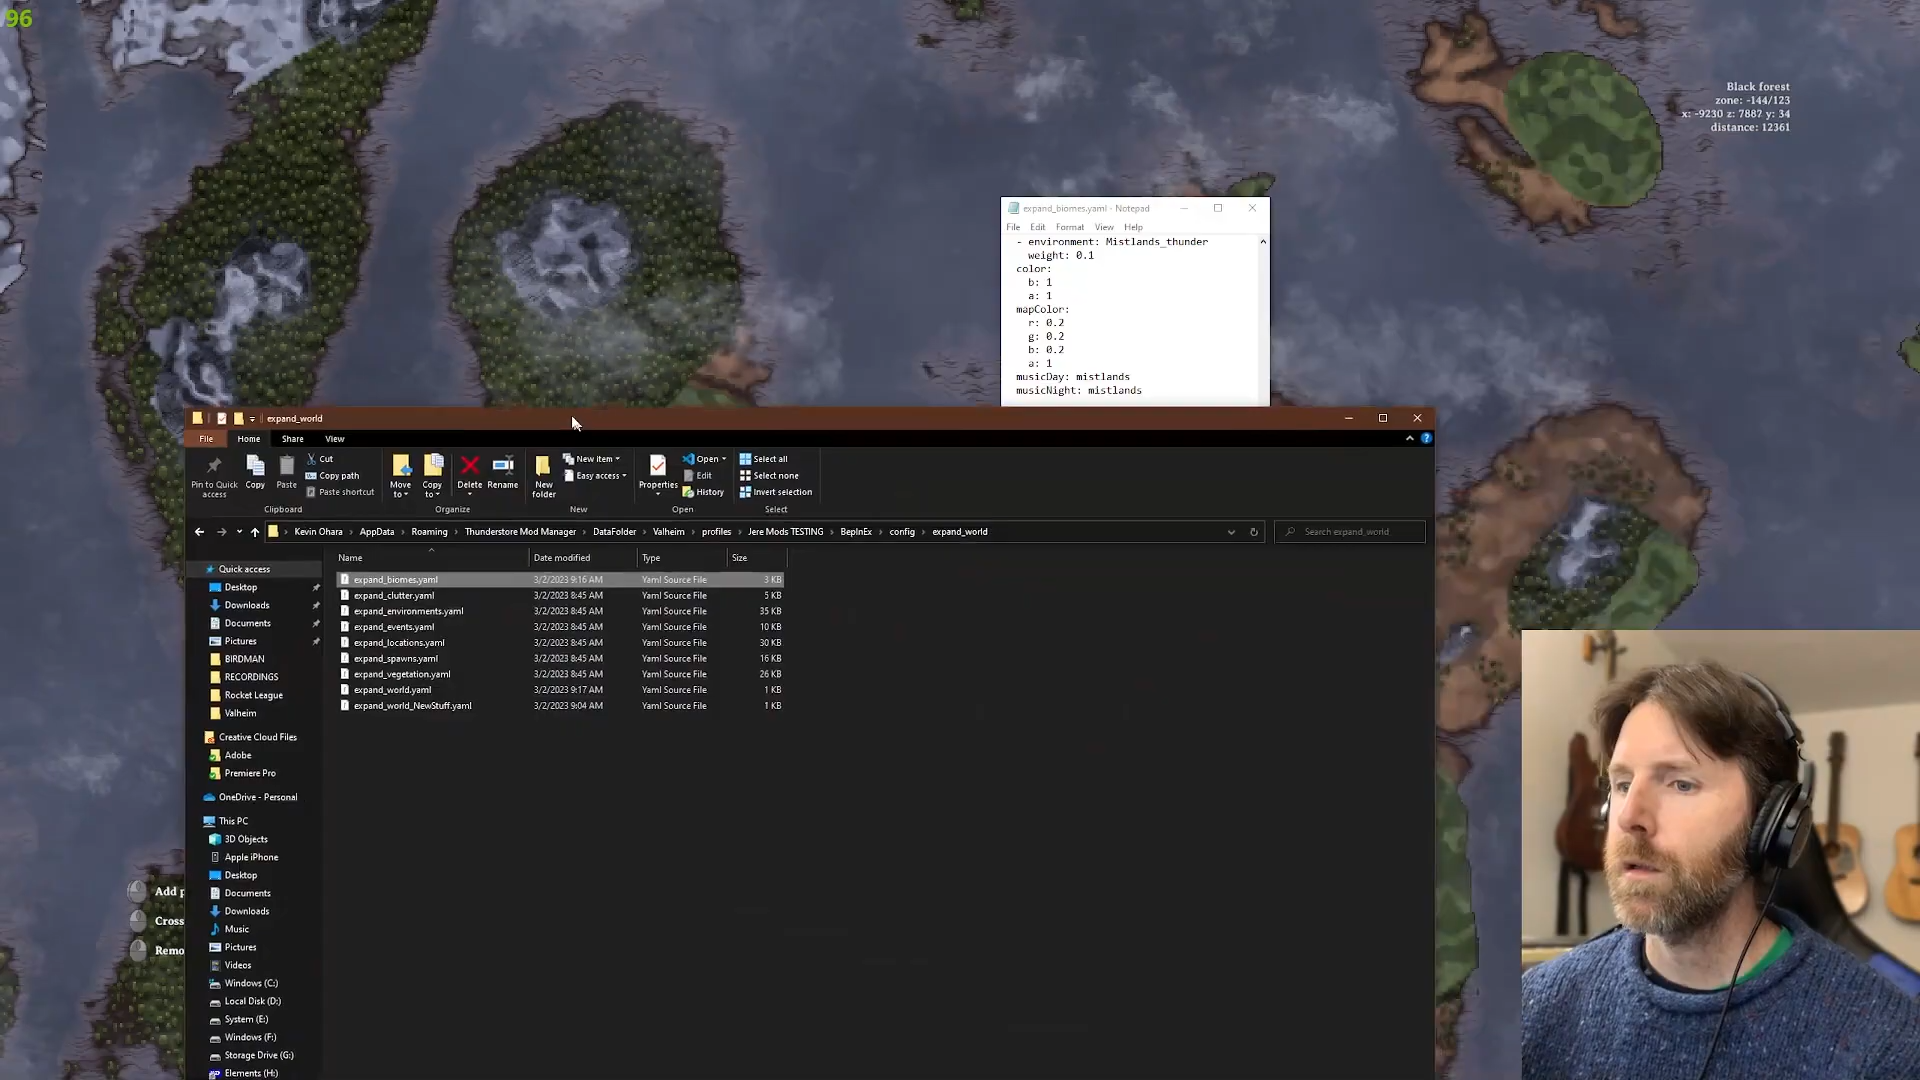 96
Black forest
zone: -144/123
x: -9230 z: 7887 y: 34
distance: 12361
expand_biomes.yaml - Notepad
File Edit Format View Help
- environment: Mistlands_thunder
weight: 0.1
color:
b: 1
a: 1
mapColor:
r: 0.2
g: 0.2
b: 0.2
a: 1
musicDay: mistlands
musicNight: mistlands
expand_world
File Home Share View
Pin to Quick access
Copy
Paste
Cut
Copy path
Paste shortcut
Clipboard
Move to
Copy to
Delete
Rename
Organize
New folder
New item
Easy access
New
Properties
Open
Edit
History
Open
Select all
Select none
Invert selection
Select
Kevin Ohara > AppData > Roaming > Thunderstore Mod Manager > DataFolder > Valheim > profiles > Jere Mods TESTING > BepInEx > config > expand_world
Search expand_world
Name Date modified Type Size
expand_biomes.yaml 3/2/2023 9:16 AM Yaml Source File 3 KB
expand_clutter.yaml 3/2/2023 8:45 AM Yaml Source File 5 KB
expand_environments.yaml 3/2/2023 8:45 AM Yaml Source File 35 KB
expand_events.yaml 3/2/2023 8:45 AM Yaml Source File 10 KB
expand_locations.yaml 3/2/2023 8:45 AM Yaml Source File 30 KB
expand_spawns.yaml 3/2/2023 8:45 AM Yaml Source File 16 KB
expand_vegetation.yaml 3/2/2023 8:45 AM Yaml Source File 26 KB
expand_world.yaml 3/2/2023 9:17 AM Yaml Source File 1 KB
expand_world_NewStuff.yaml 3/2/2023 9:04 AM Yaml Source File 1 KB
Quick access
Desktop
Downloads
Documents
Pictures
BIRDMAN
RECORDINGS
Rocket League
Valheim
Creative Cloud Files
Adobe
Premiere Pro
OneDrive - Personal
This PC
3D Objects
Apple iPhone
Desktop
Documents
Downloads
Music
Pictures
Videos
Windows (C:)
Local Disk (D:)
System (E:)
Windows (F:)
Storage Drive (G:)
Elements (H:)
Add p
Cross
Remo